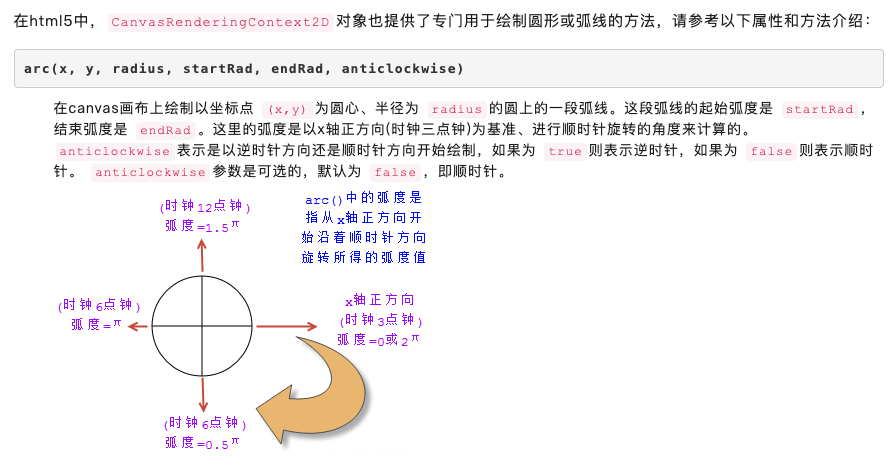 在html5中， CanvasRenderingContext2D 对象也提供了专门用于绘制圆形或弧线的方法，请参考以下属性和方法介绍：
arc(x, y, radius, startRad, endRad, anticlockwise)
在canvas画布上绘制以坐标点 (x,y) 为圆心、半径为 radius 的圆上的一段弧线。这段弧线的起始弧度是 startRad ，
结束弧度是 endRad 。这里的弧度是以x轴正方向(时钟三点钟)为基准、进行顺时针旋转的角度来计算的。
anticlockwise 表示是以逆时针方向还是顺时针方向开始绘制，如果为 true 则表示逆时针，如果为 false 则表示顺时
针。 anticlockwise 参数是可选的，默认为 false ，即顺时针。
(时钟12点钟)
弧度=1.5π
arc()中的弧度是
指从x轴正方向开
始沿着顺时针方向
旋转所得的弧度值
(时钟6点钟)
弧度=π
x轴正方向
(时钟3点钟)
弧度=0或2π
(时钟6点钟)
弧度=0.5π